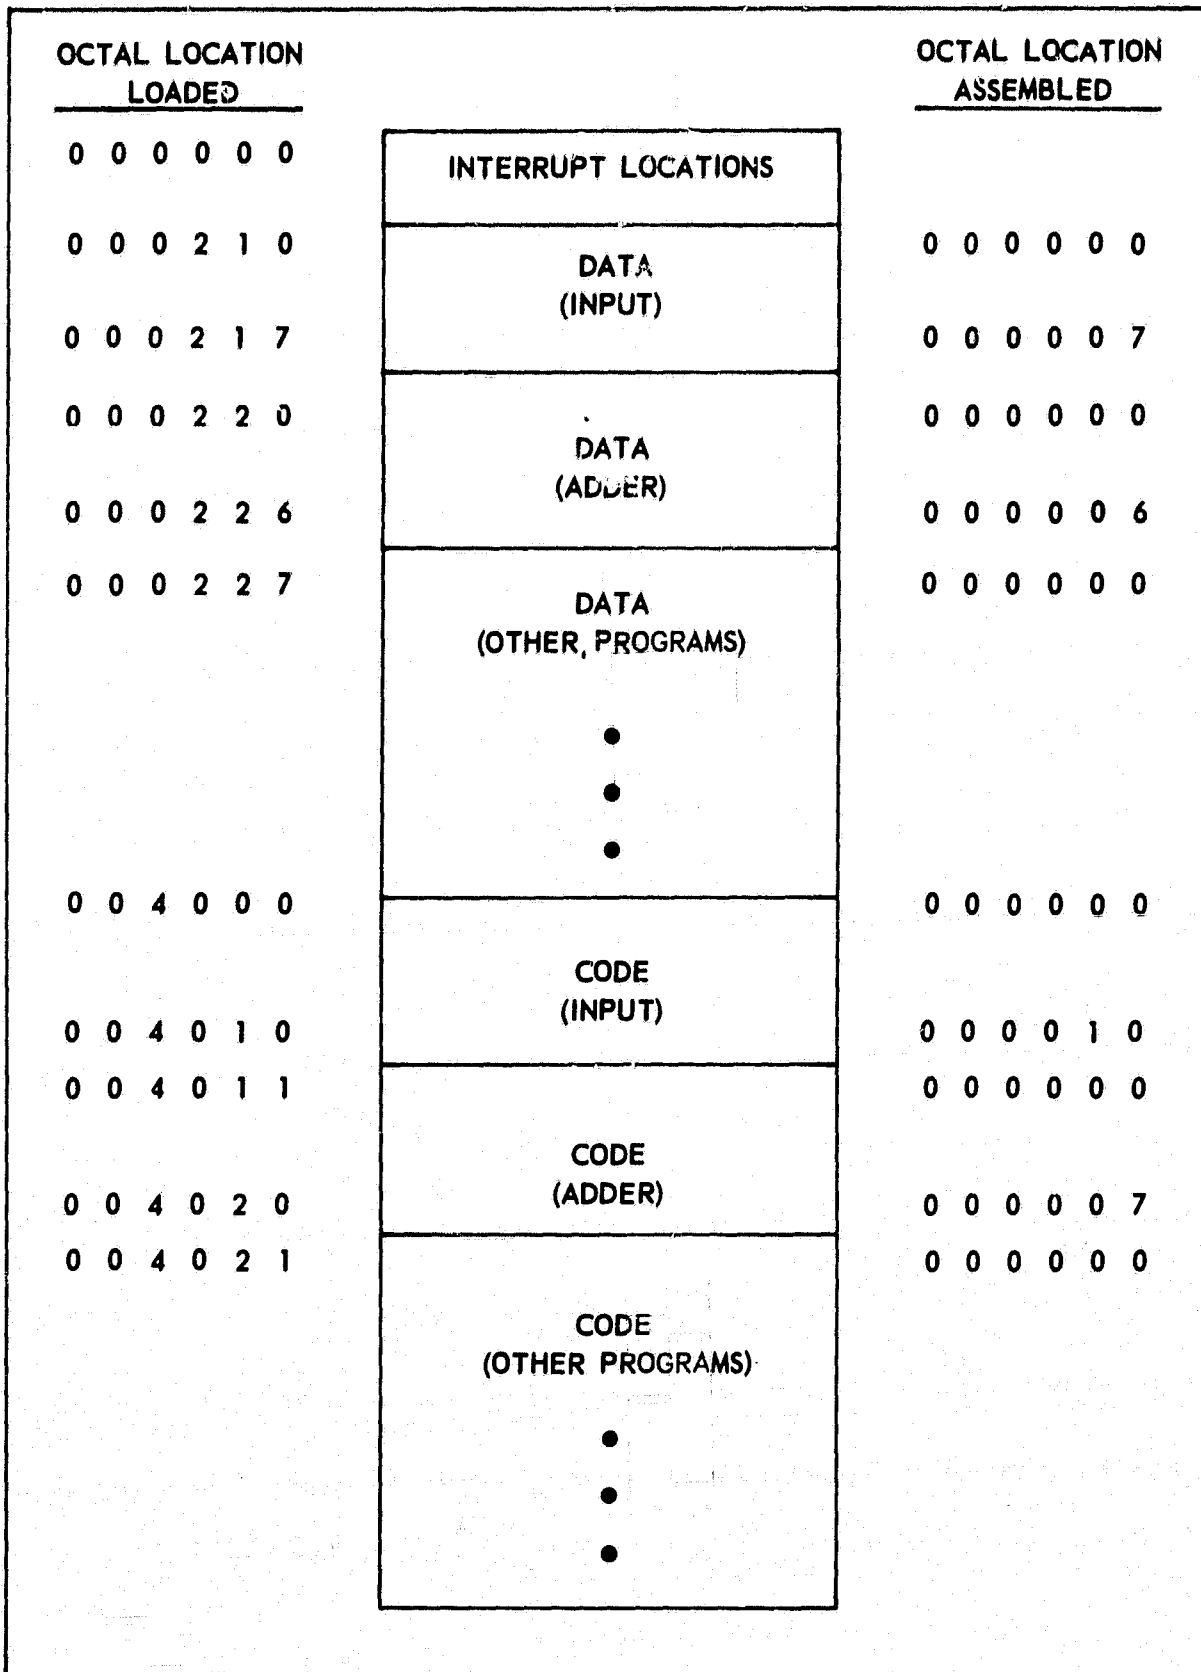 OCTAL LOCATION
LOADED
OCTAL LOCATION
ASSEMBLED
0 0 0 0 0 0
INTERRUPT LOCATIONS
0 0 0 2 1 0
0 0 0 0 0 0
DATA
(INPUT)
0 0 0 2 1 7
0 0 0 0 0 7
0 0 0 2 2 0
0 0 0 0 0 0
DATA
(ADDER)
0 0 0 2 2 6
0 0 0 0 0 6
0 0 0 2 2 7
0 0 0 0 0 0
DATA
(OTHER, PROGRAMS)
0 0 4 0 0 0
0 0 0 0 0 0
CODE
(INPUT)
0 0 4 0 1 0
0 0 0 0 1 0
0 0 4 0 1 1
0 0 0 0 0 0
CODE
(ADDER)
0 0 4 0 2 0
0 0 0 0 0 7
0 0 4 0 2 1
0 0 0 0 0 0
CODE
(OTHER PROGRAMS)